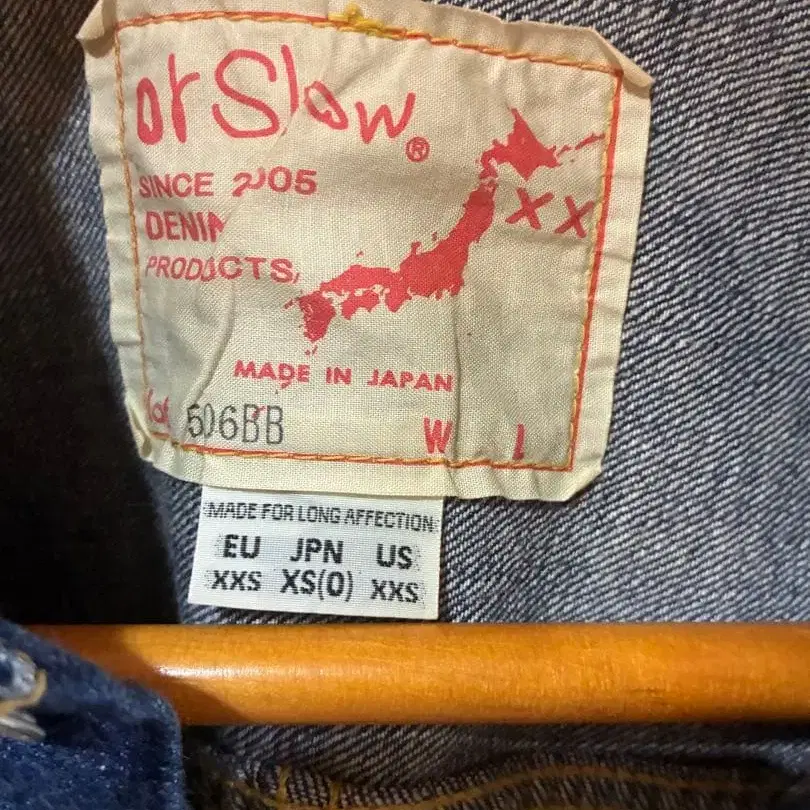 orSlow®
SINCE 2005
DENIM
PRODUCTS,
XX
MADE IN JAPAN
Lot 506BB W L
MADE FOR LONG AFFECTION
EU JPN US
XXS XS(0) XXS